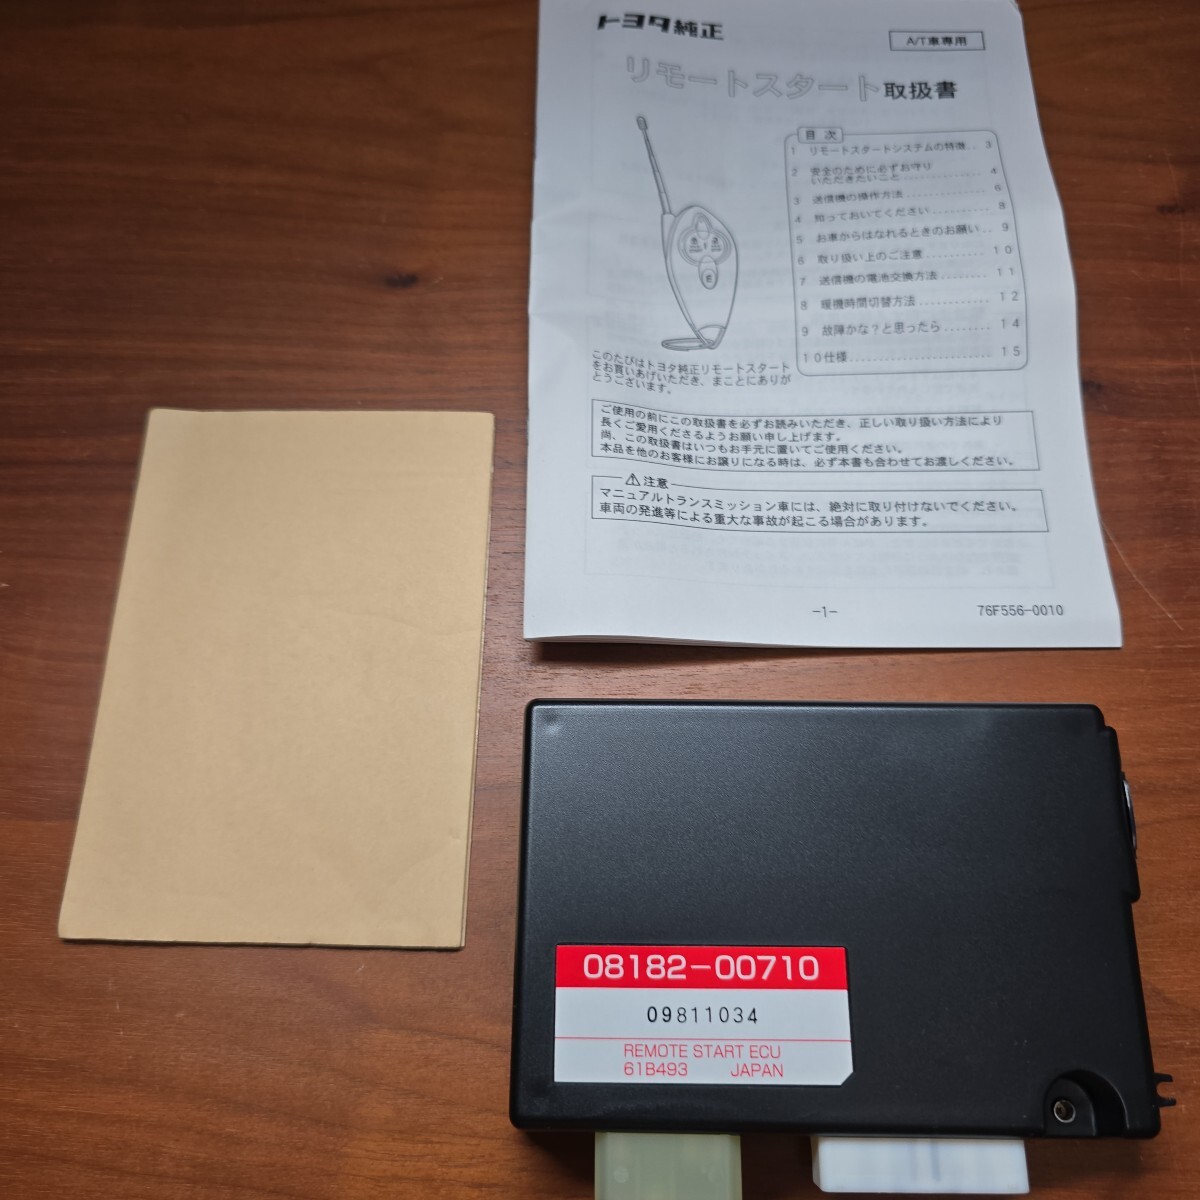 トヨタ純正
A/T車専用
リモートスタート取扱書
目 次
1 リモートスタートシステムの特徴.. 3
2 安全のために必ずお守り
いただきたいこと.............. 4
3 送信機の操作方法.............. 6
4 知っておいてください.......... 8
5 お車からはなれるときのお願い.. 9
6 取り扱い上のご注意.......... 10
7 送信機の電池交換方法........ 11
8 暖機時間切替方法............ 12
9 故障かな?と思ったら........ 14
10仕様........................ 15
このたびはトヨタ純正リモートスタート
をお買いあげいただき、まことにありが
とうございます。
ご使用の前にこの取扱書を必ずお読みいただき、正しい取り扱い方法により
長くご愛用くださるようお願い申し上げます。
尚、この取扱書はいつもお手元に置いてご使用ください。
本品を他のお客様にお譲りになる時は、必ず本書も合わせてお渡しください。
⚠注意
マニュアルトランスミッション車には、絶対に取り付けないでください。
車両の発進等による重大な事故が起こる場合があります。
-1-
76F556-0010
08182-00710
09811034
REMOTE START ECU
61B493 JAPAN